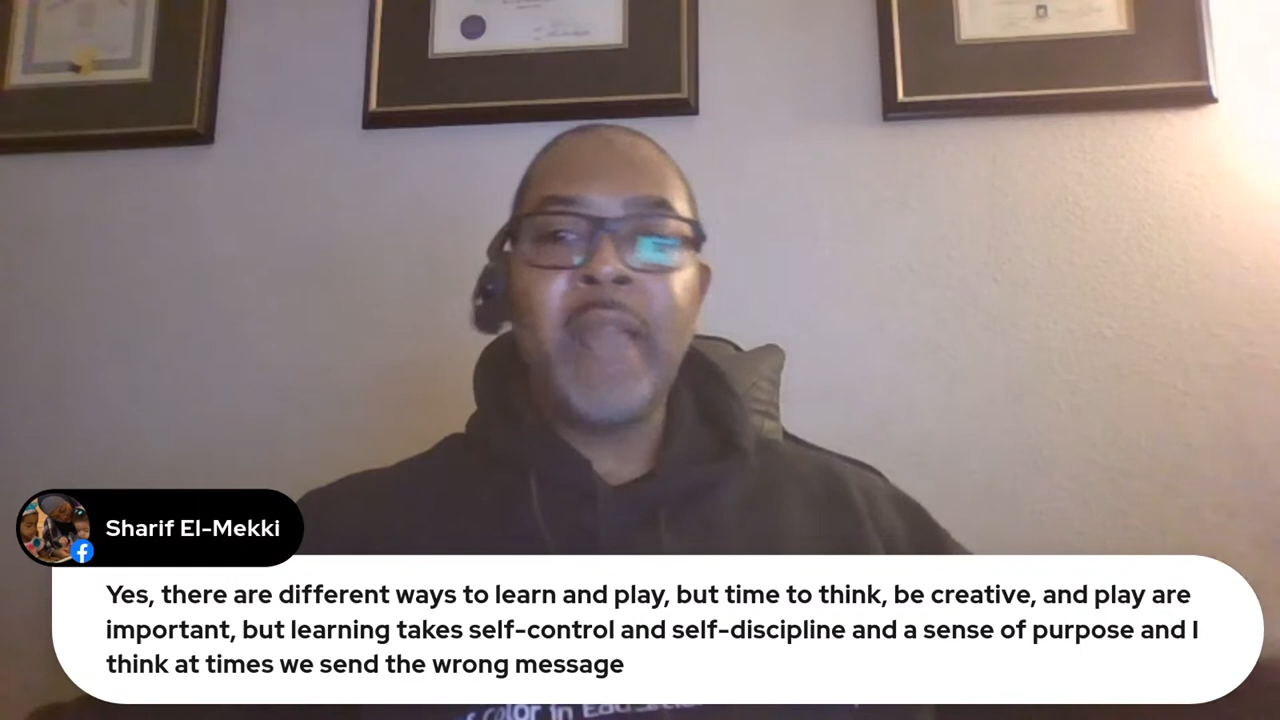 Sharif El-Mekki
Yes, there are different ways to learn and play, but time to think, be creative, and play are
important, but learning takes self-control and self-discipline and a sense of purpose and I
think at times we send the wrong message
color in